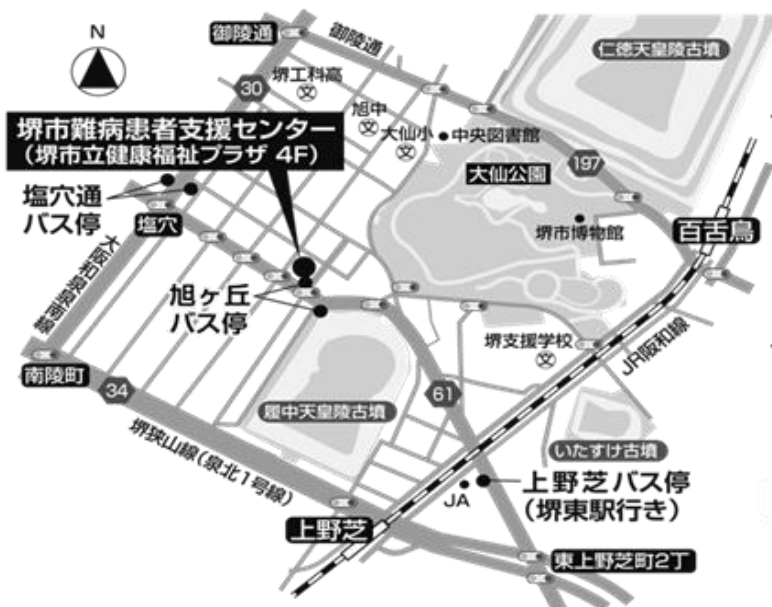 N
御陵通
御陵通
仁徳天皇陵古墳
30
堺工科高
文
旭中
文
大仙小
文
中央図書館
堺市難病患者支援センター
(堺市立健康福祉プラザ 4F)
大仙公園
197
塩穴通
バス停
塩穴
堺市博物館
百舌鳥
大阪和泉泉南線
旭ヶ丘
バス停
JR阪和線
堺支援学校
文
南陵町
34
61
履中天皇陵古墳
いたすけ古墳
堺狭山線(泉北1号線)
上野芝バス停
(堺東駅行き)
JA
上野芝
東上野芝町2丁